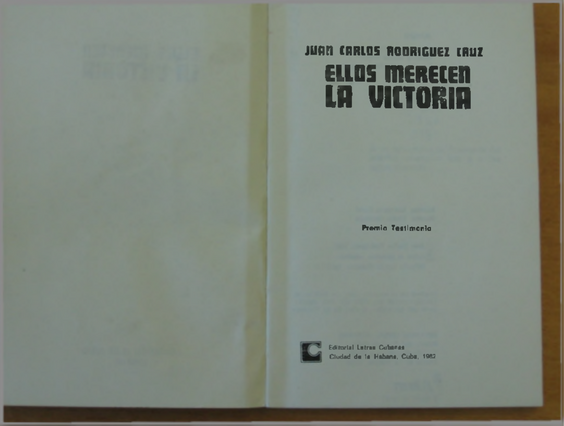 JUAN CARLOS RODRIGUEZ CRUZ
ELLOS MERECEN
LA VICTORIA
Premio Testimonio
Editorial Letras Cubanas
Ciudad de la Habana, Cuba, 1982